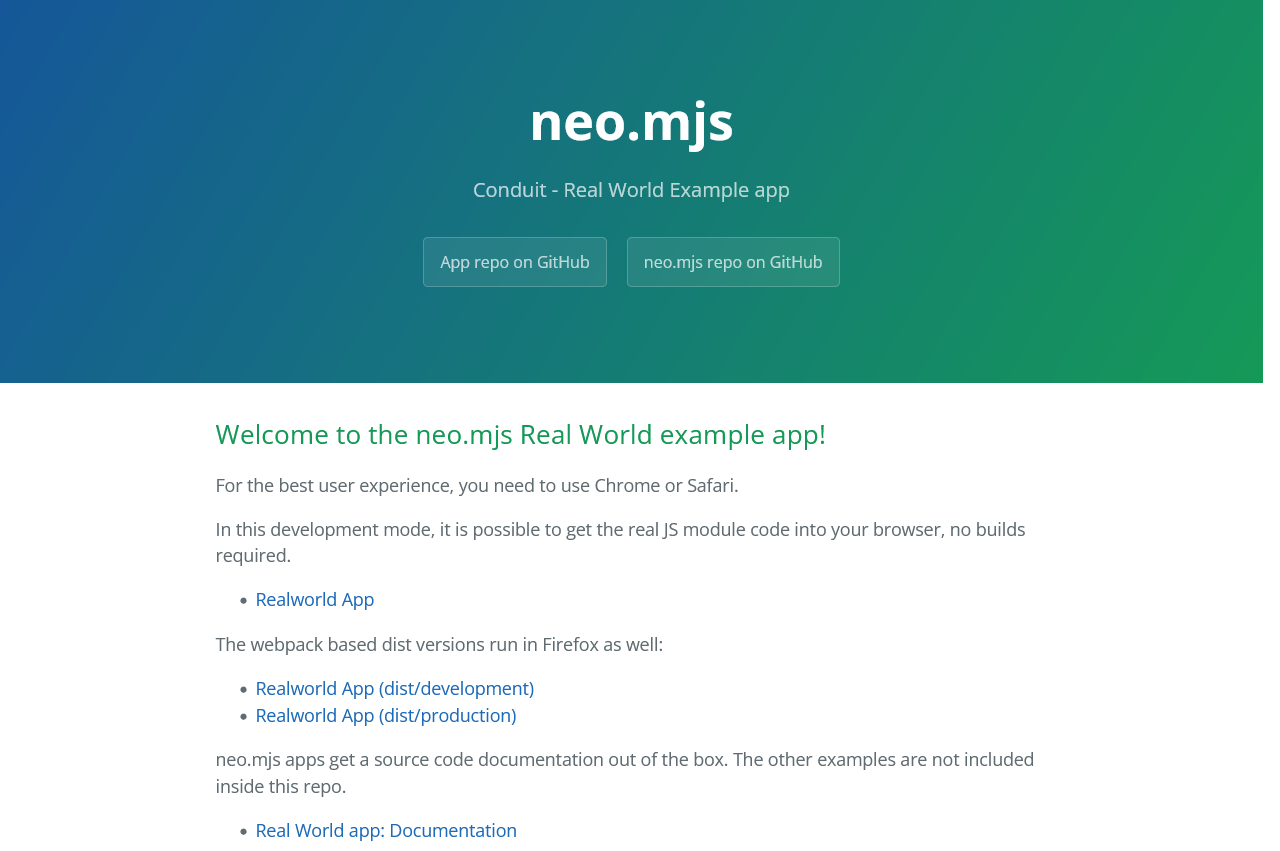 neo.mjs
Conduit - Real World Example app
App repo on GitHub
neo.mjs repo on GitHub
Welcome to the neo.mjs Real World example app!
For the best user experience, you need to use Chrome or Safari.
In this development mode, it is possible to get the real JS module code into your browser, no builds
required.
Realworld App
The webpack based dist versions run in Firefox as well:
Realworld App (dist/development)
Realworld App (dist/production)
neo.mjs apps get a source code documentation out of the box. The other examples are not included
inside this repo.
Real World app: Documentation